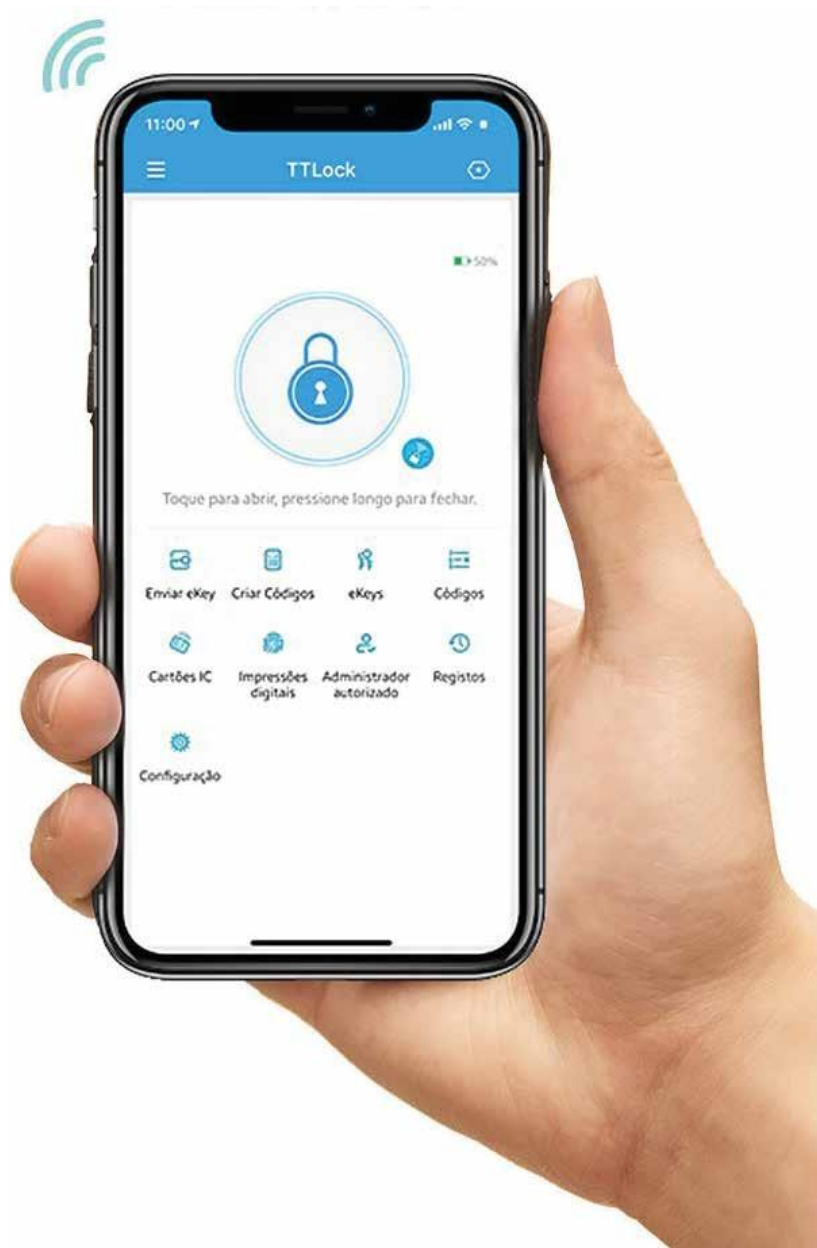 11:00
TTLock
50%
Toque para abrir, pressione longo para fechar.
Enviar eKey Criar Códigos eKeys Códigos
Cartões IC Impressões digitais Administrador autorizado Registos
Configuração